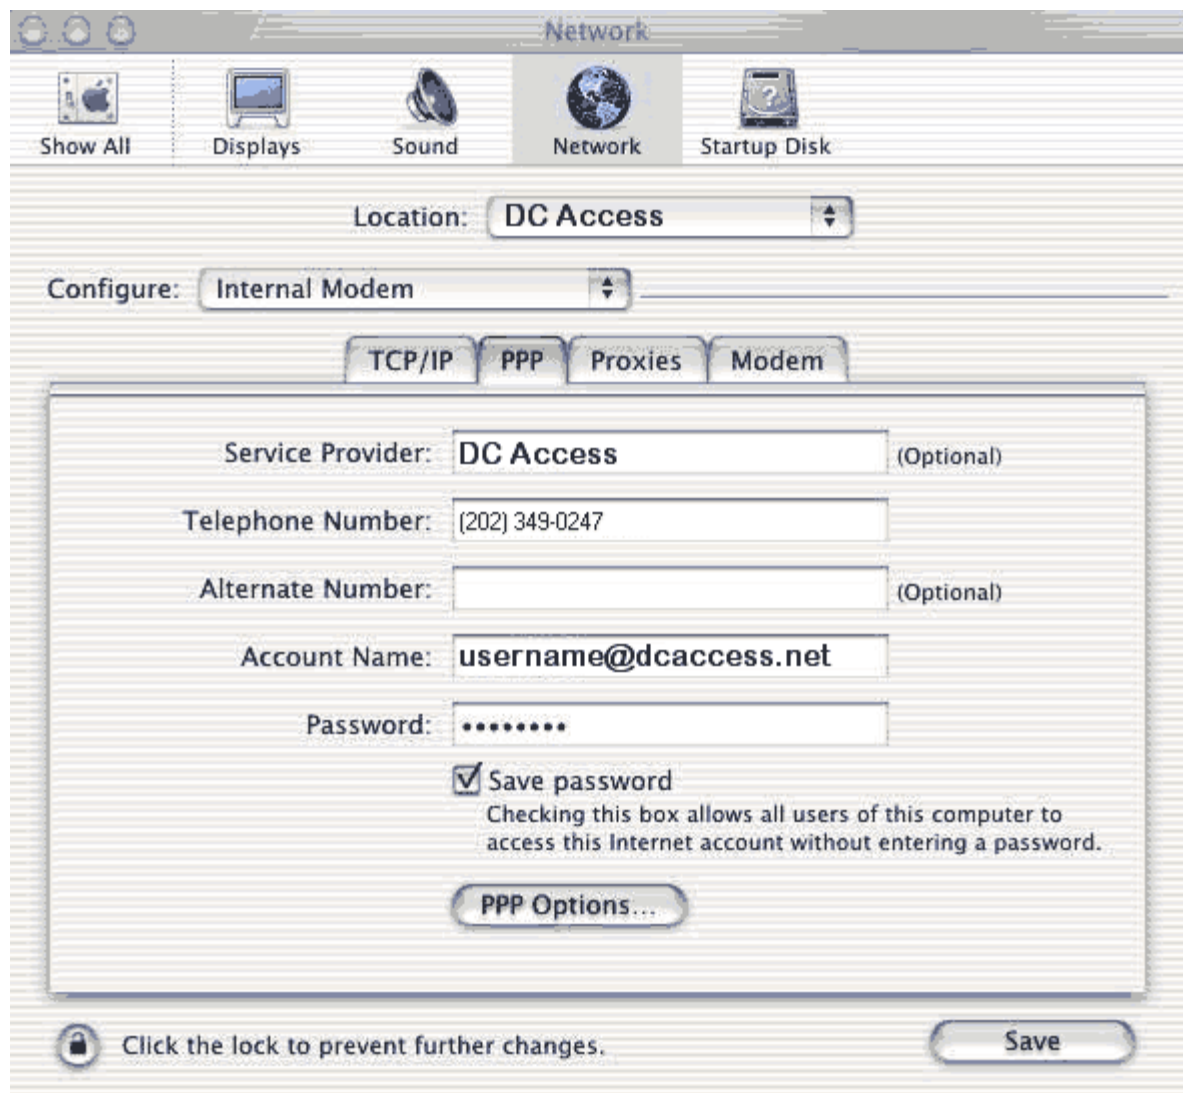 Network
Show All Displays Sound Network Startup Disk
Location: DC Access
Configure: Internal Modem
TCP/IP PPP Proxies Modem
Service Provider: DC Access (Optional)
Telephone Number: (202) 349-0247
Alternate Number: (Optional)
Account Name: username@dcaccess.net
Password: ••••••••
Save password
Checking this box allows all users of this computer to
access this Internet account without entering a password.
PPP Options...
Click the lock to prevent further changes. Save